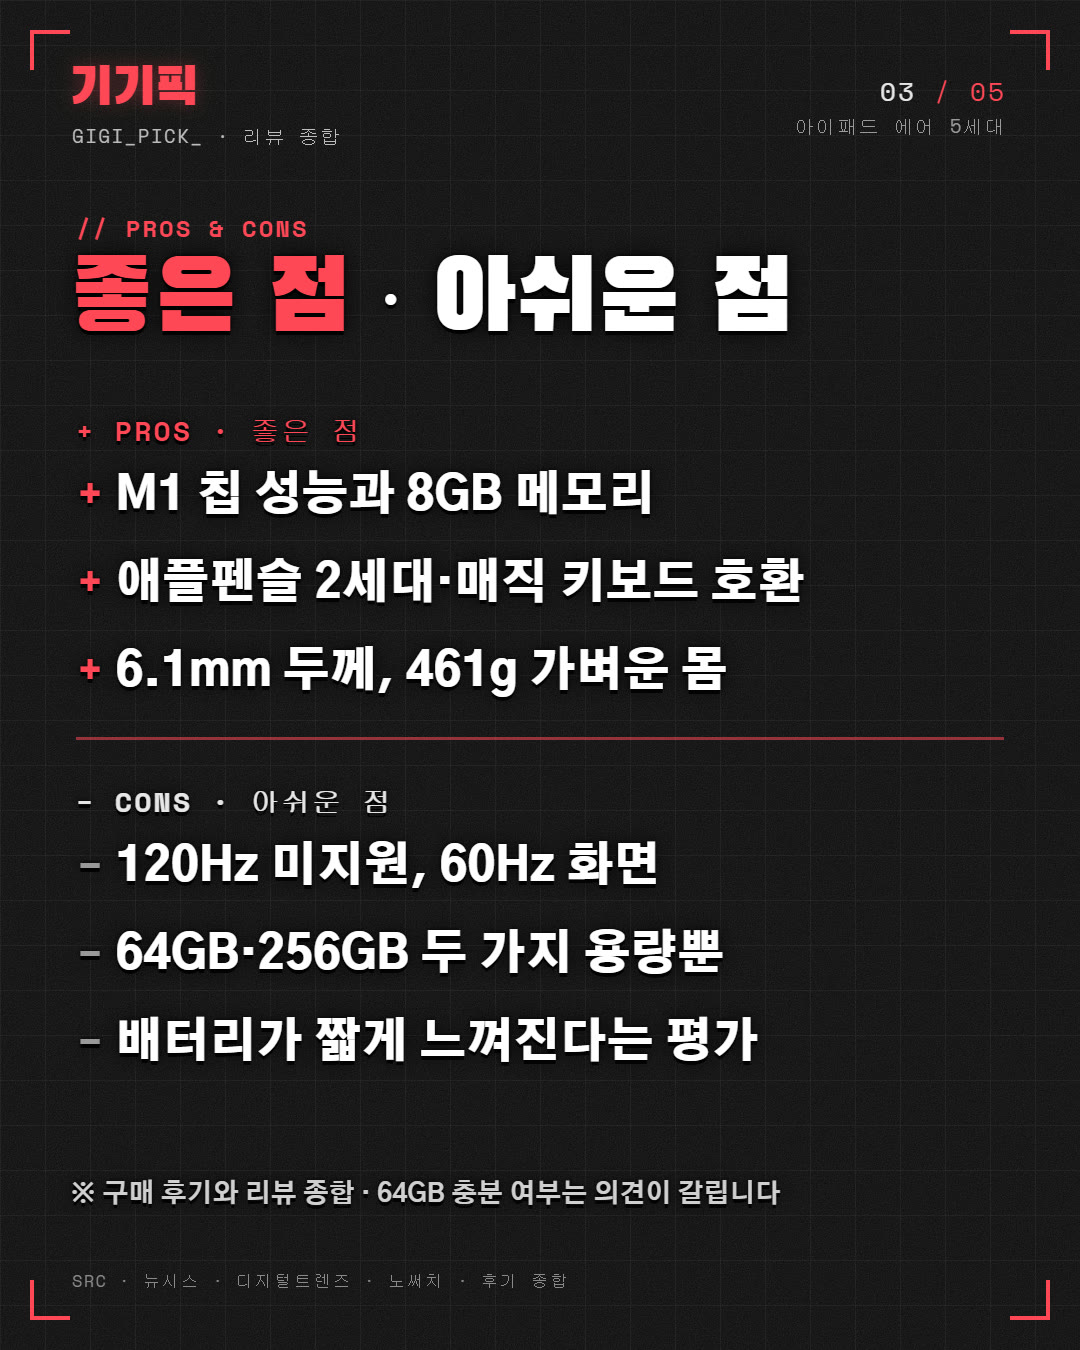 기기픽
GIGI_PICK_ · 리뷰 종합
03 / 05
아이패드 에어 5세대
// PROS & CONS
좋은 점 · 아쉬운 점
+ PROS · 좋은 점
+ M1 칩 성능과 8GB 메모리
+ 애플펜슬 2세대·매직 키보드 호환
+ 6.1mm 두께, 461g 가벼운 몸
- CONS · 아쉬운 점
– 120Hz 미지원, 60Hz 화면
– 64GB·256GB 두 가지 용량뿐
– 배터리가 짧게 느껴진다는 평가
※ 구매 후기와 리뷰 종합 · 64GB 충분 여부는 의견이 갈립니다
SRC · 뉴시스 · 디지털트렌즈 · 노써치 · 후기 종합